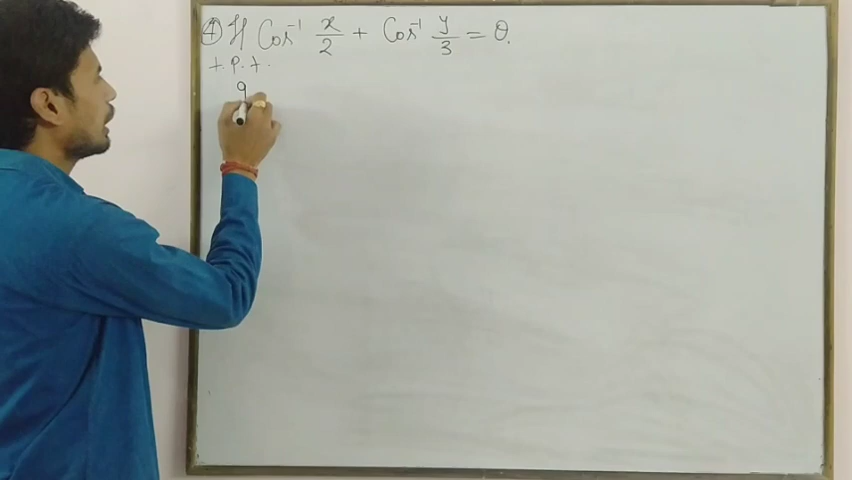 ④ If Cos⁻¹ x/2 + Cos⁻¹ y/3 = θ.
t.p.t.
9